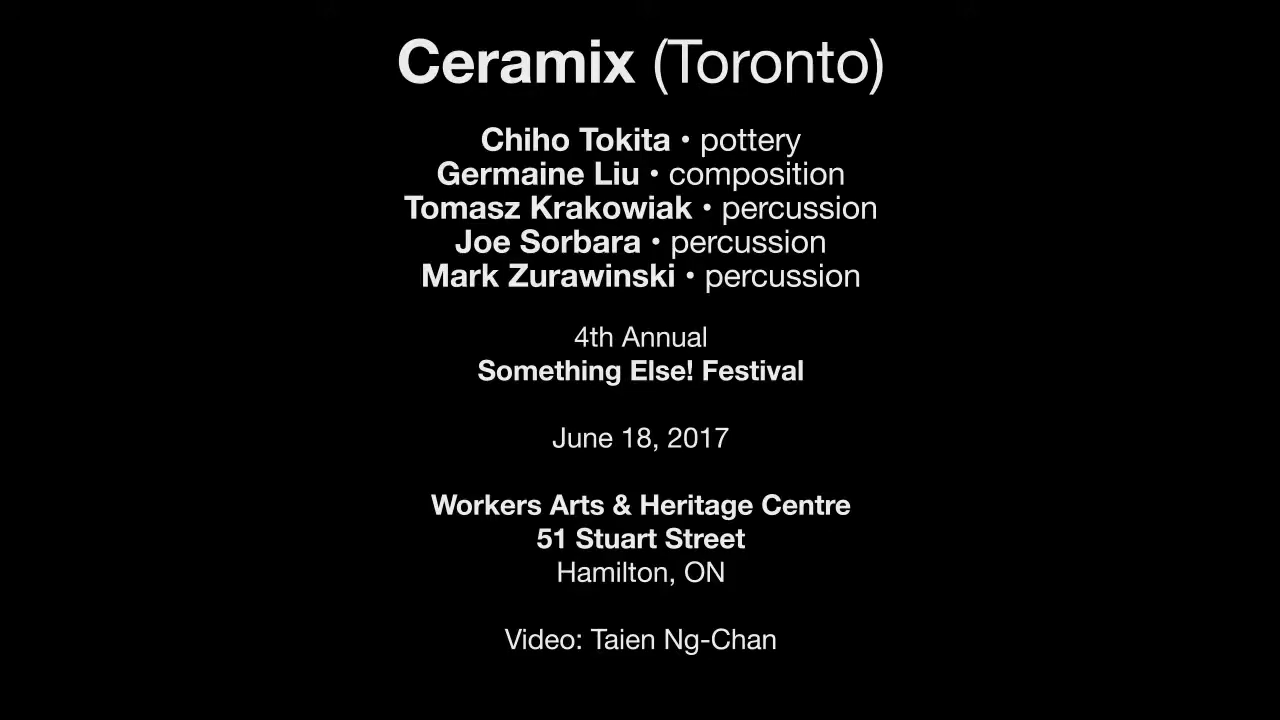 Ceramix (Toronto)
Chiho Tokita • pottery
Germaine Liu • composition
Tomasz Krakowiak • percussion
Joe Sorbara • percussion
Mark Zurawinski • percussion
4th Annual
Something Else! Festival
June 18, 2017
Workers Arts & Heritage Centre
51 Stuart Street
Hamilton, ON
Video: Taien Ng-Chan